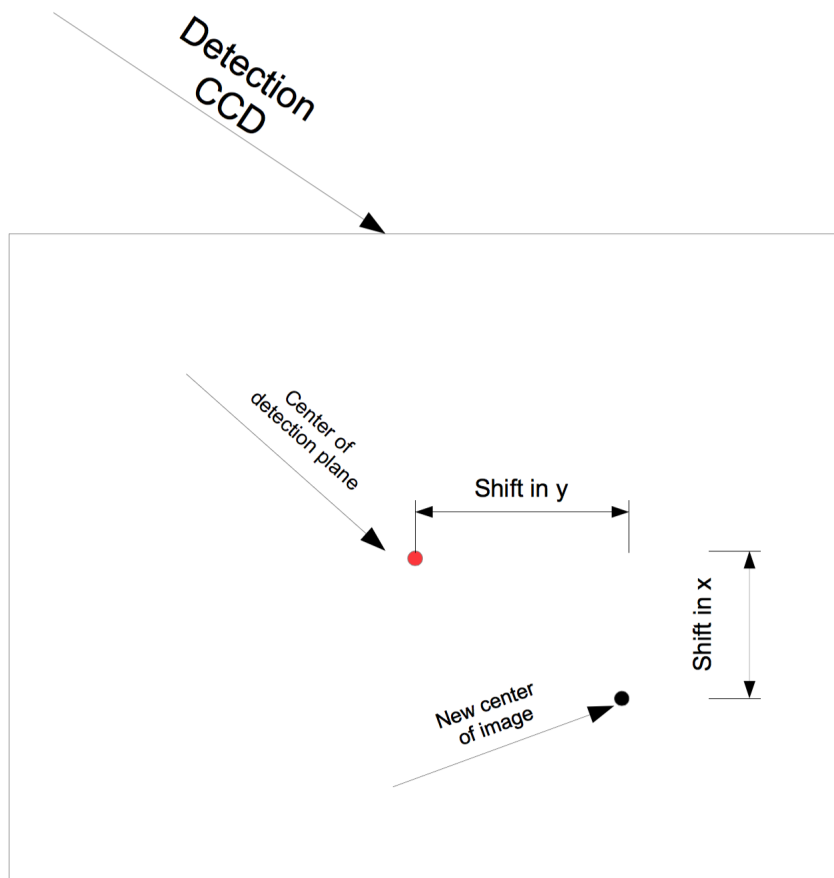 Detection
CCD
Center of
detection plane
Shift in y
Shift in x
New center
of image